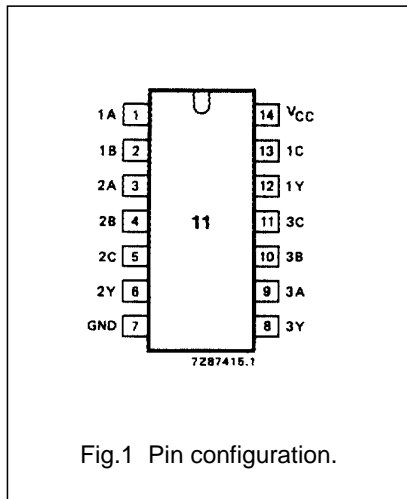 1A 1 14 VCC
1B 2 13 1C
2A 3 12 1Y
2B 4 11 11 3C
2C 5 10 3B
2Y 6 9 3A
GND 7 8 3Y
7Z87415.1
Fig.1 Pin configuration.